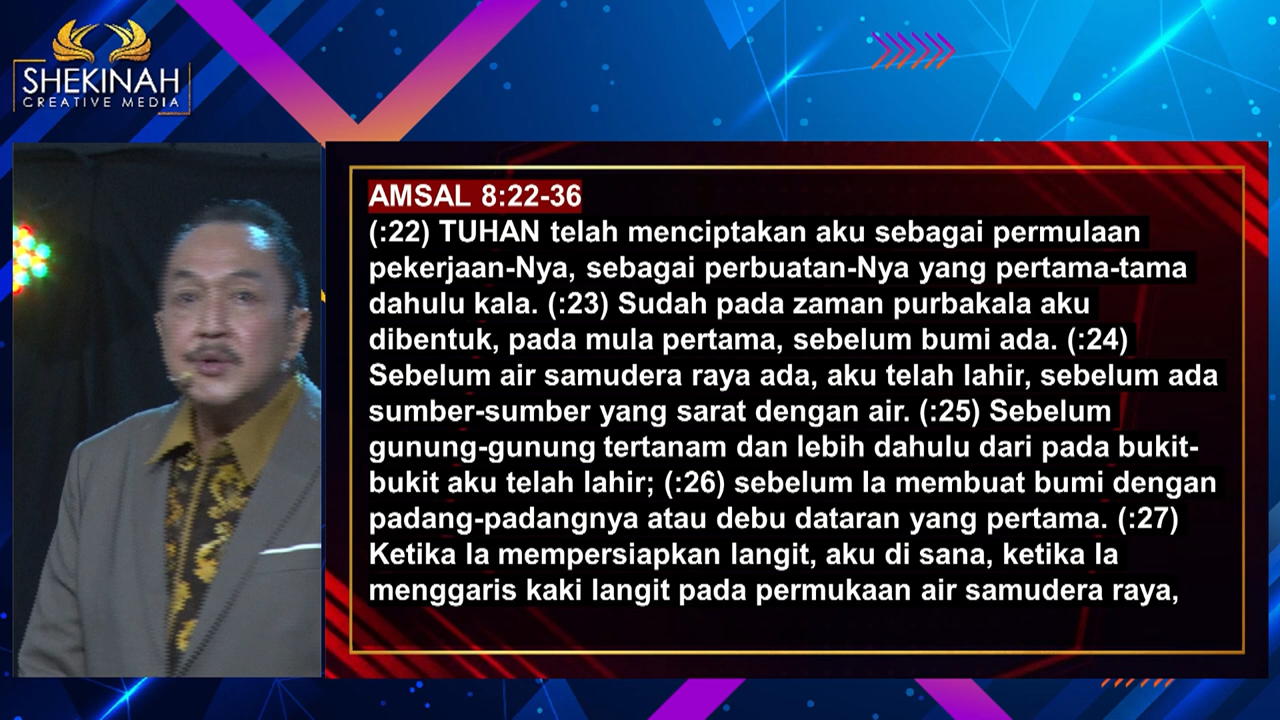 SHEKINAH
CREATIVE MEDIA
AMSAL 8:22-36
(:22) TUHAN telah menciptakan aku sebagai permulaan
pekerjaan-Nya, sebagai perbuatan-Nya yang pertama-tama
dahulu kala. (:23) Sudah pada zaman purbakala aku
dibentuk, pada mula pertama, sebelum bumi ada. (:24)
Sebelum air samudera raya ada, aku telah lahir, sebelum ada
sumber-sumber yang sarat dengan air. (:25) Sebelum
gunung-gunung tertanam dan lebih dahulu dari pada bukit-
bukit aku telah lahir; (:26) sebelum Ia membuat bumi dengan
padang-padangnya atau debu dataran yang pertama. (:27)
Ketika Ia mempersiapkan langit, aku di sana, ketika Ia
menggaris kaki langit pada permukaan air samudera raya,